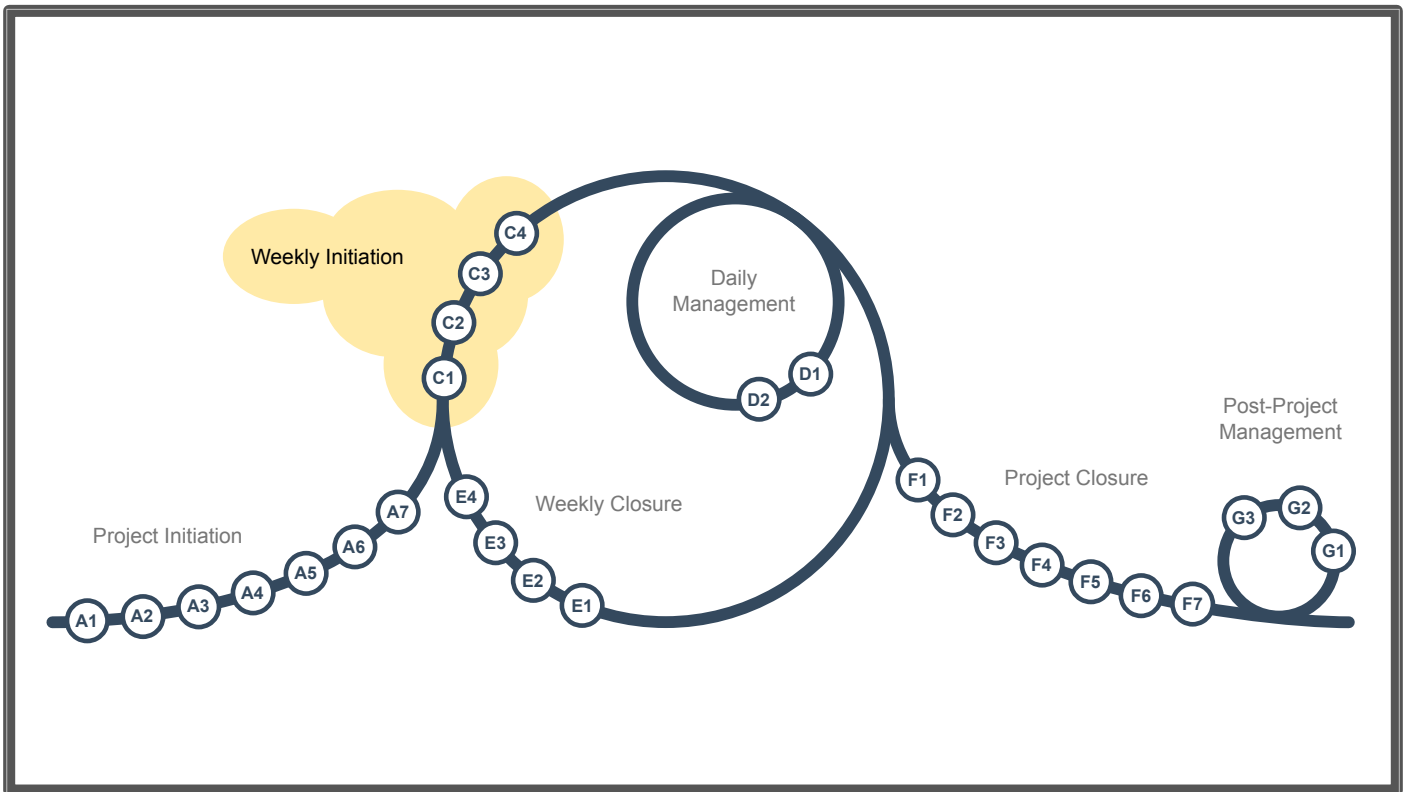 Weekly Initiation
C4
C3
C2
C1
Daily
Management
D1
D2
Post-Project
Management
Project Initiation
A1
A2
A3
A4
A5
A6
A7
Weekly Closure
E4
E3
E2
E1
Project Closure
F1
F2
F3
F4
F5
F6
F7
G3
G2
G1